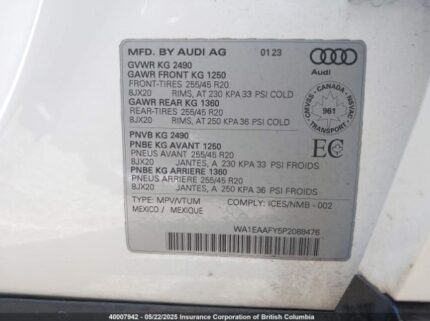 MFD. BY AUDI AG 0123
GVWR KG 2490
GAWR FRONT KG 1250
FRONT-TIRES 255/45 R20
8JX20 RIMS, AT 230 KPA 33 PSI COLD
GAWR REAR KG 1360
REAR-TIRES 255/45 R20
8JX20 RIMS, AT 250 KPA 36 PSI COLD
Audi
CMVSS - CANADA - NSVAC
961
TRANSPORT
PNVB KG 2490
PNBE KG AVANT 1250
PNEUS AVANT 255/45 R20
8JX20 JANTES, A 230 KPA 33 PSI FROIDS
PNBE KG ARRIERE 1360
PNEUS ARRIERE 255/45 R20
8JX20 JANTES, A 250 KPA 36 PSI FROIDS
EC
TYPE: MPV/VTUM COMPLY: ICES/NMB - 002
MEXICO / MEXIQUE
WA1EAAFY5P2088476
40007942 - 05/22/2025 Insurance Corporation of British Columbia